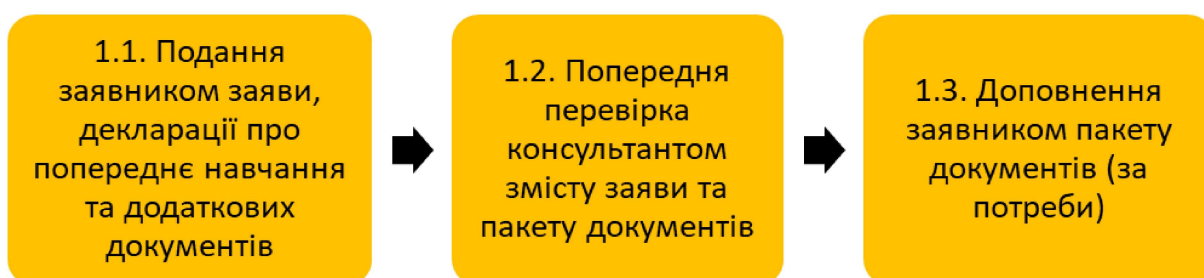 1.1. Подання
заявником заяви,
декларації про
попереднє навчання
та додаткових
документів
1.2. Попередня
перевірка
консультантом
змісту заяви та
пакету документів
1.3. Доповнення
заявником пакету
документів (за
потреби)